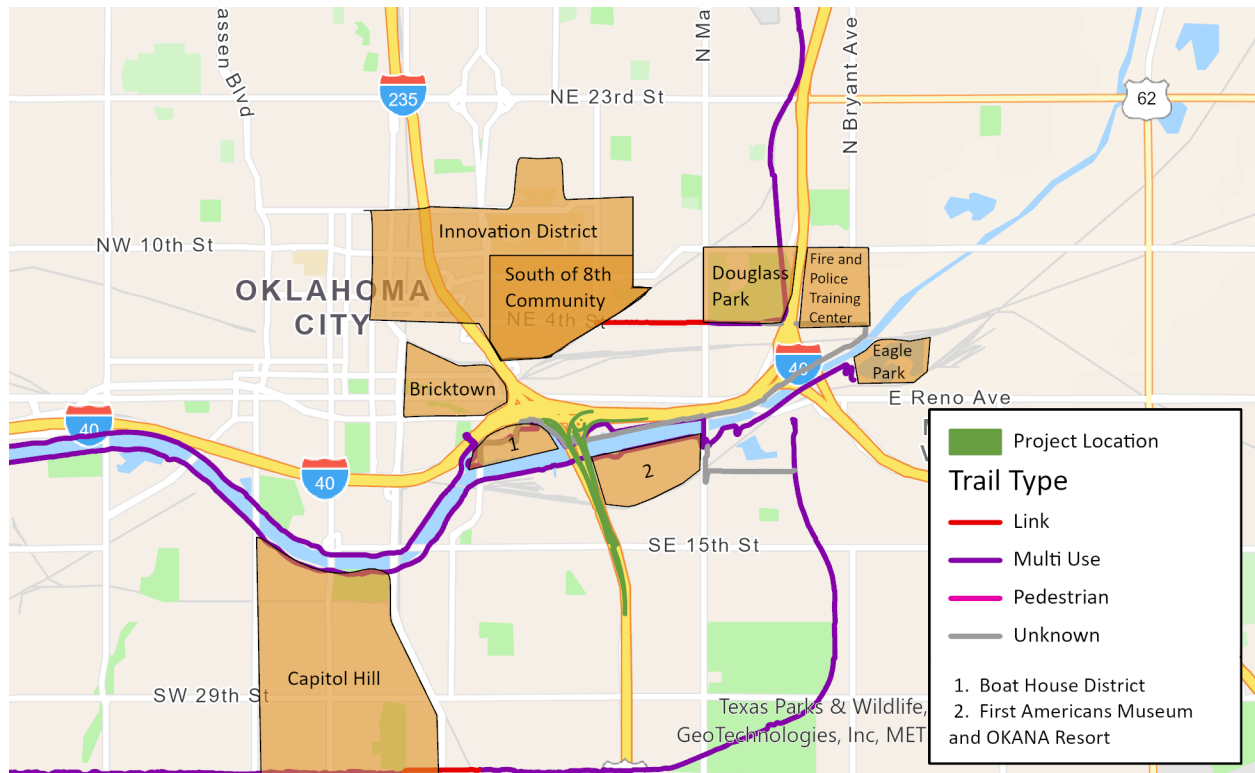 assen Blvd
N Ma
N Bryant Ave
235
NE 23rd St
62
Innovation District
NW 10th St
South of 8th
Community
Douglass
Park
Fire and
Police
Training
Center
OKLAHOMA
CITY
NE 4th St
Bricktown
40
Eagle
Park
E Reno Ave
40
40
1
2
SE 15th St
Capitol Hill
SW 29th St
Texas Parks & Wildlife,
GeoTechnologies, Inc, MET
Project Location
Trail Type
Link
Multi Use
Pedestrian
Unknown
1. Boat House District
2. First Americans Museum
and OKANA Resort